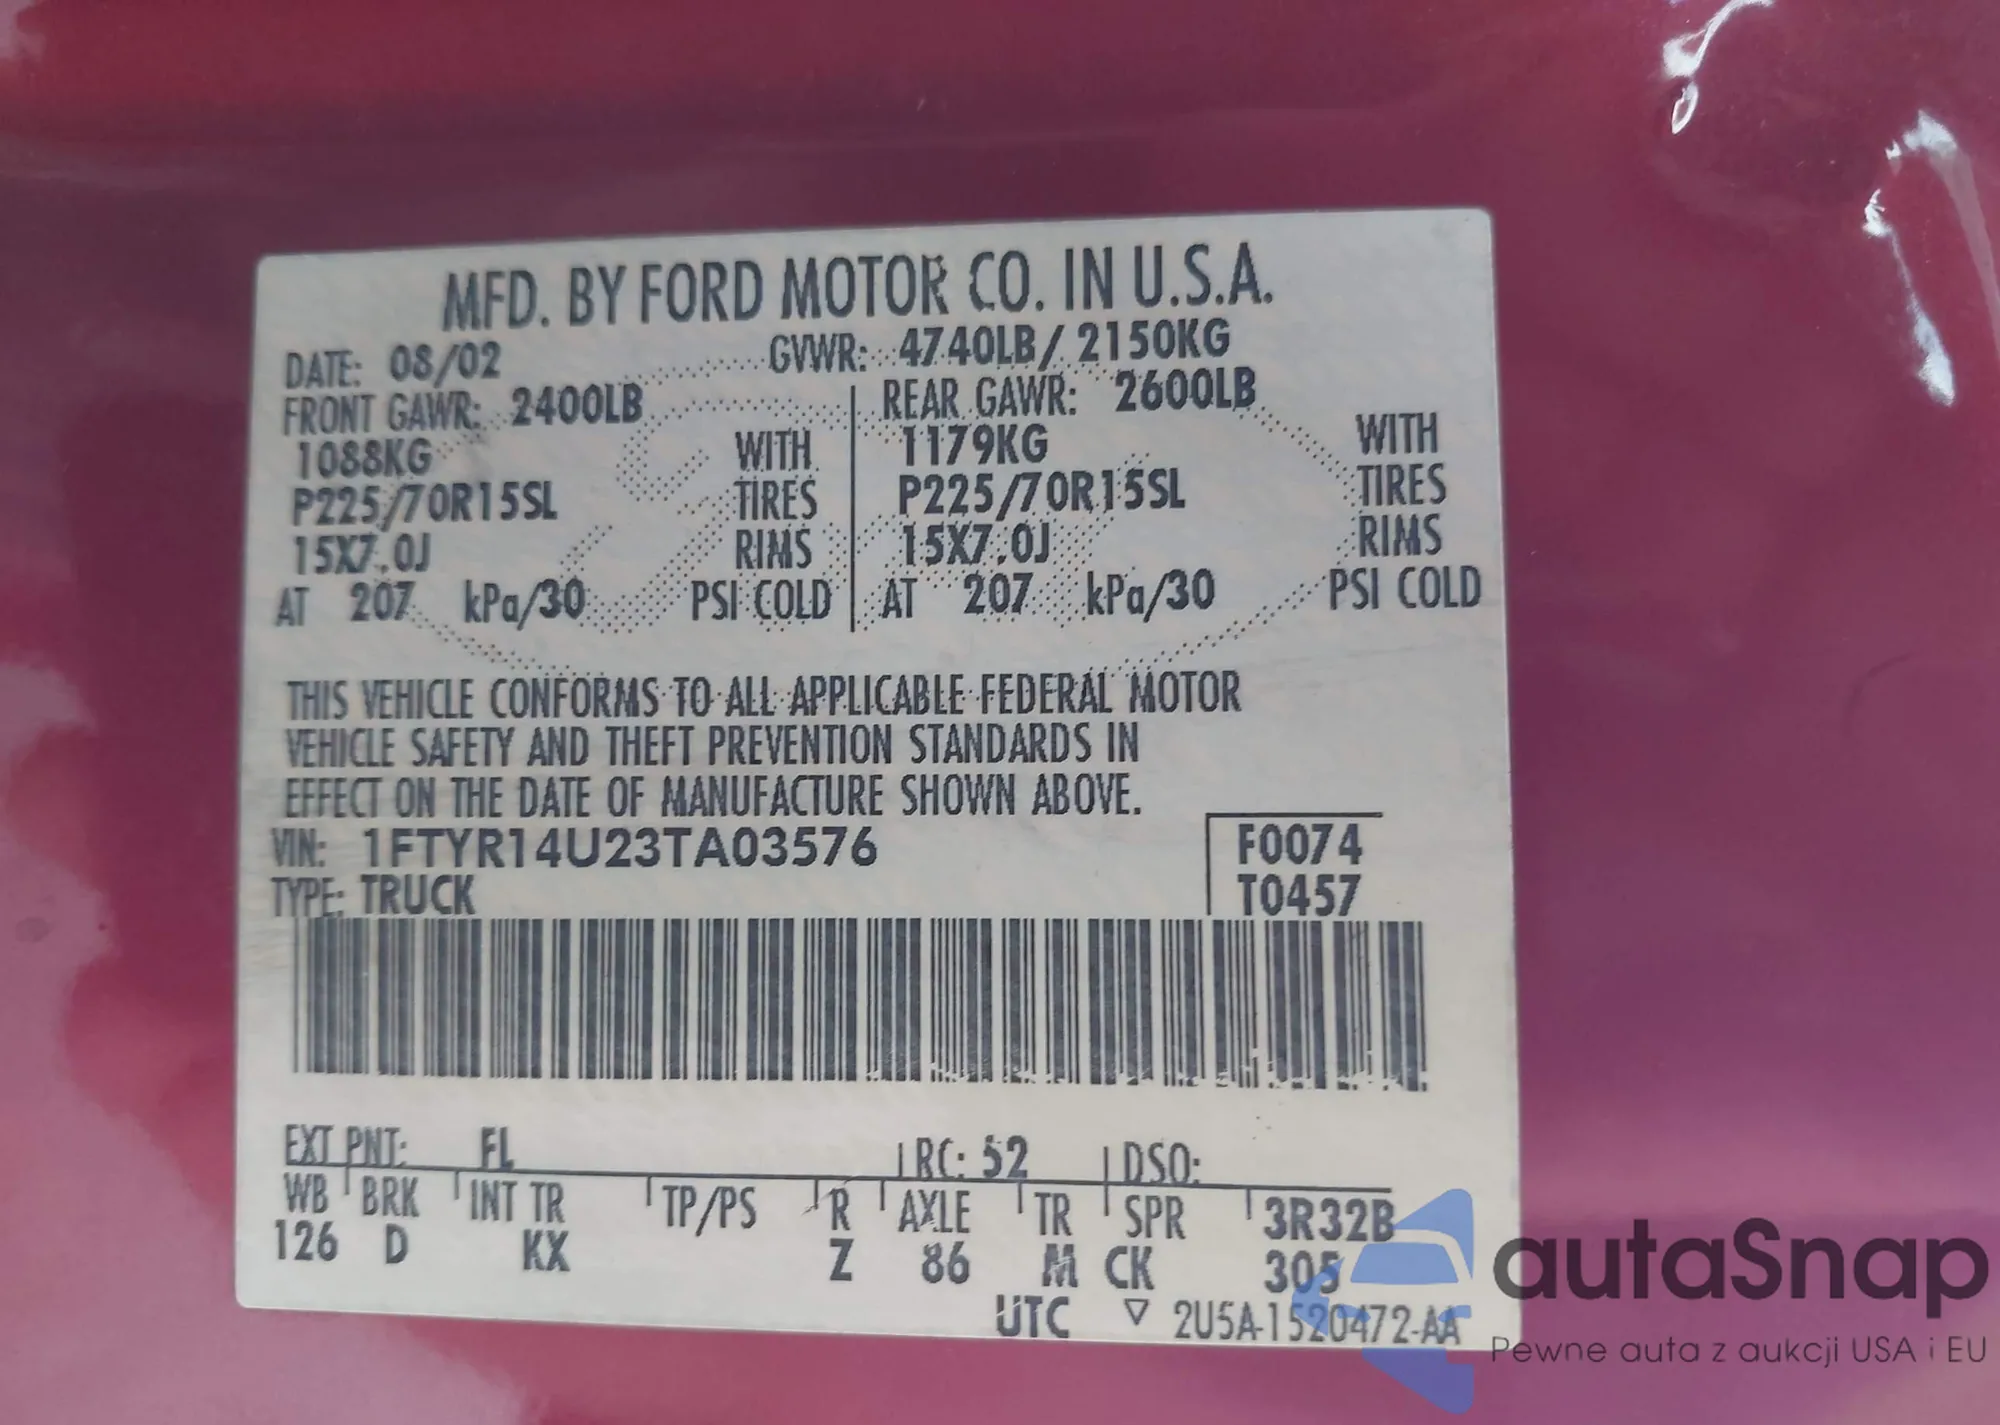 MFD. BY FORD MOTOR CO. IN U.S.A.
DATE: 08/02 GVWR: 4740LB/ 2150KG
FRONT GAWR: 2400LB REAR GAWR: 2600LB
1088KG WITH 1179KG WITH
P225/70R15SL TIRES P225/70R15SL TIRES
15X7.0J RIMS 15X7.0J RIMS
AT 207 kPa/30 PSI COLD AT 207 kPa/30 PSI COLD
THIS VEHICLE CONFORMS TO ALL APPLICABLE FEDERAL MOTOR
VEHICLE SAFETY AND THEFT PREVENTION STANDARDS IN
EFFECT ON THE DATE OF MANUFACTURE SHOWN ABOVE.
VIN: 1FTYR14U23TA03576 F0074
TYPE: TRUCK T0457
EXT PNT: FL RC: 52 DSO:
WB BRK INT TR TP/PS R AXLE TR SPR 3R32B
126 D KX Z 86 M CK 305
UTC ▽ 2U5A-1520472-AA
autaSnap
Pewne auta z aukcji USA i EU